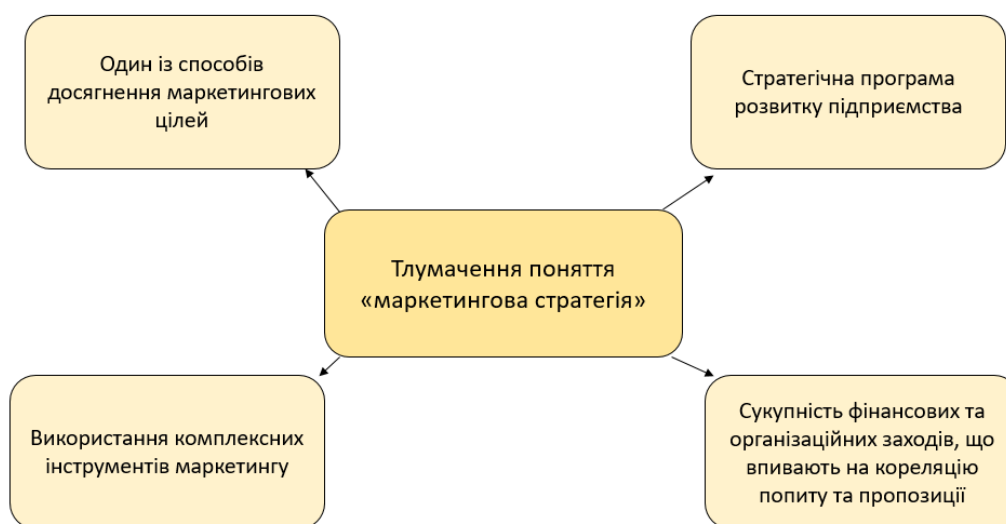 Один із способів
досягнення маркетингових
цілей
Стратегічна програма
розвитку підприємства
Тлумачення поняття
«маркетингова стратегія»
Використання комплексних
інструментів маркетингу
Сукупність фінансових та
організаційних заходів, що
впивають на кореляцію
попиту та пропозиції